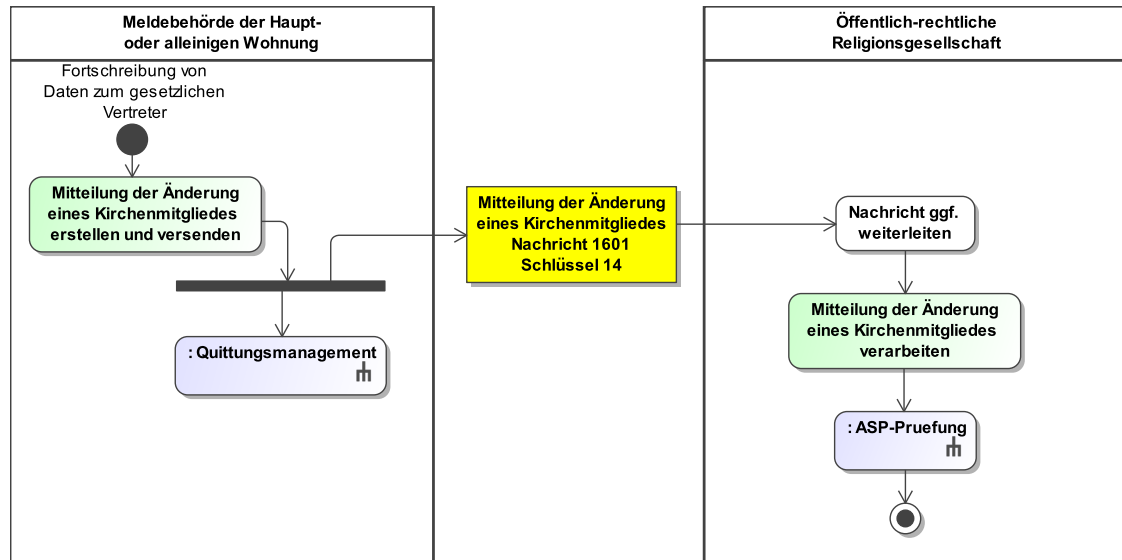 Meldebehörde der Haupt-
oder alleinigen Wohnung
Öffentlich-rechtliche
Religionsgesellschaft
Fortschreibung von
Daten zum gesetzlichen
Vertreter
Mitteilung der Änderung
eines Kirchenmitgliedes
erstellen und versenden
: Quittungsmanagement
Mitteilung der Änderung
eines Kirchenmitgliedes
Nachricht 1601
Schlüssel 14
Nachricht ggf.
weiterleiten
Mitteilung der Änderung
eines Kirchenmitgliedes
verarbeiten
: ASP-Pruefung